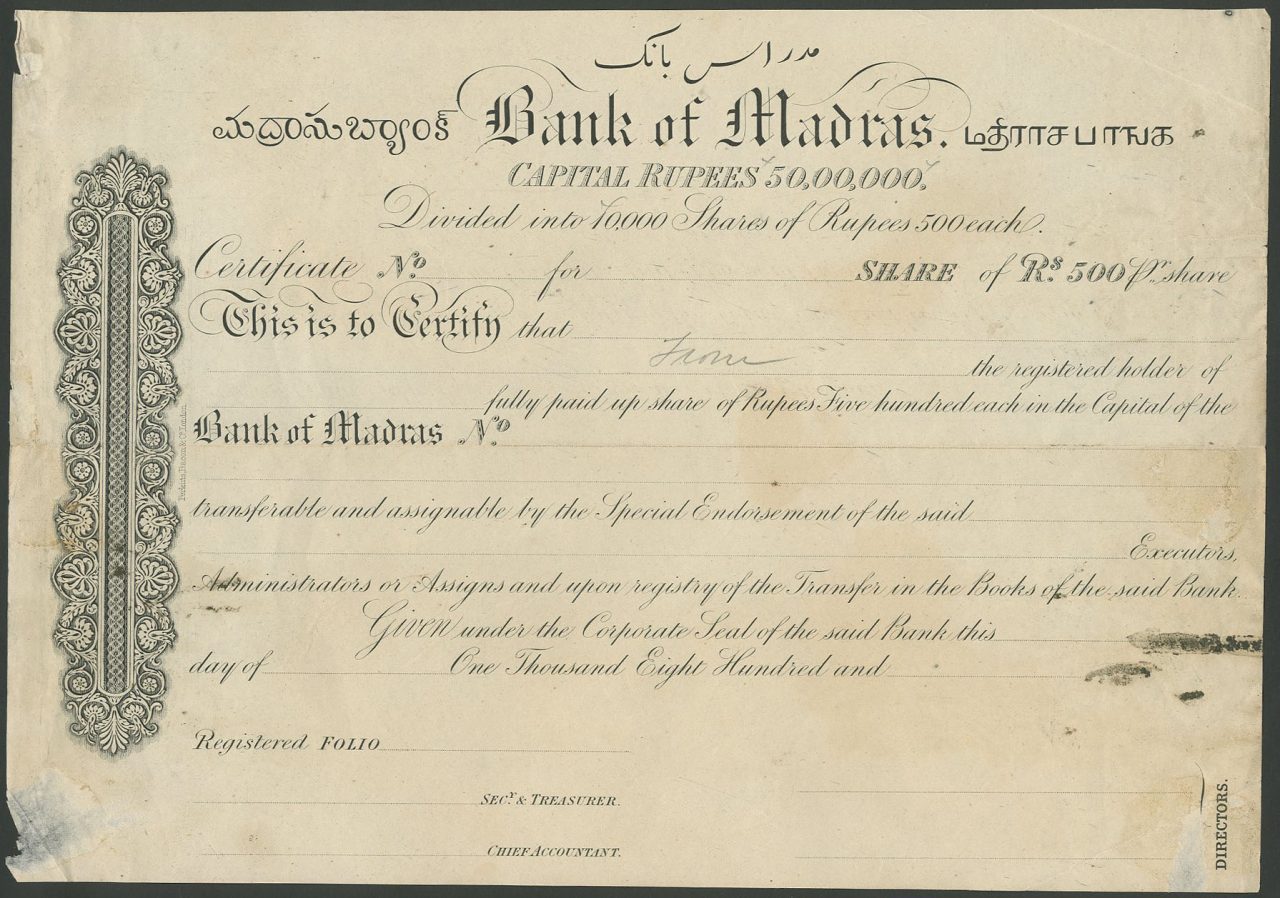 مدراس بانک
మద్రాసుబ్యాంక్ Bank of Madras. மதிராசபாங்க
CAPITAL RUPEES 50,00,000.
Divided into 10,000 Shares of Rupees 500 each.
Certificate No. for SHARE of Rs. 500 pr. share
This is to Certify that
From
the registered holder of
fully paid up share of Rupees Five hundred each in the Capital of the
Bank of Madras No.
transferable and assignable by the Special Endorsement of the said
Executors,
Administrators or Assigns and upon registry of the Transfer in the Books of the said Bank.
Given under the Corporate Seal of the said Bank this
day of One Thousand Eight Hundred and
Registered FOLIO
SECY. & TREASURER.
CHIEF ACCOUNTANT.
DIRECTORS.
Perkins, Bacon & Co. London.